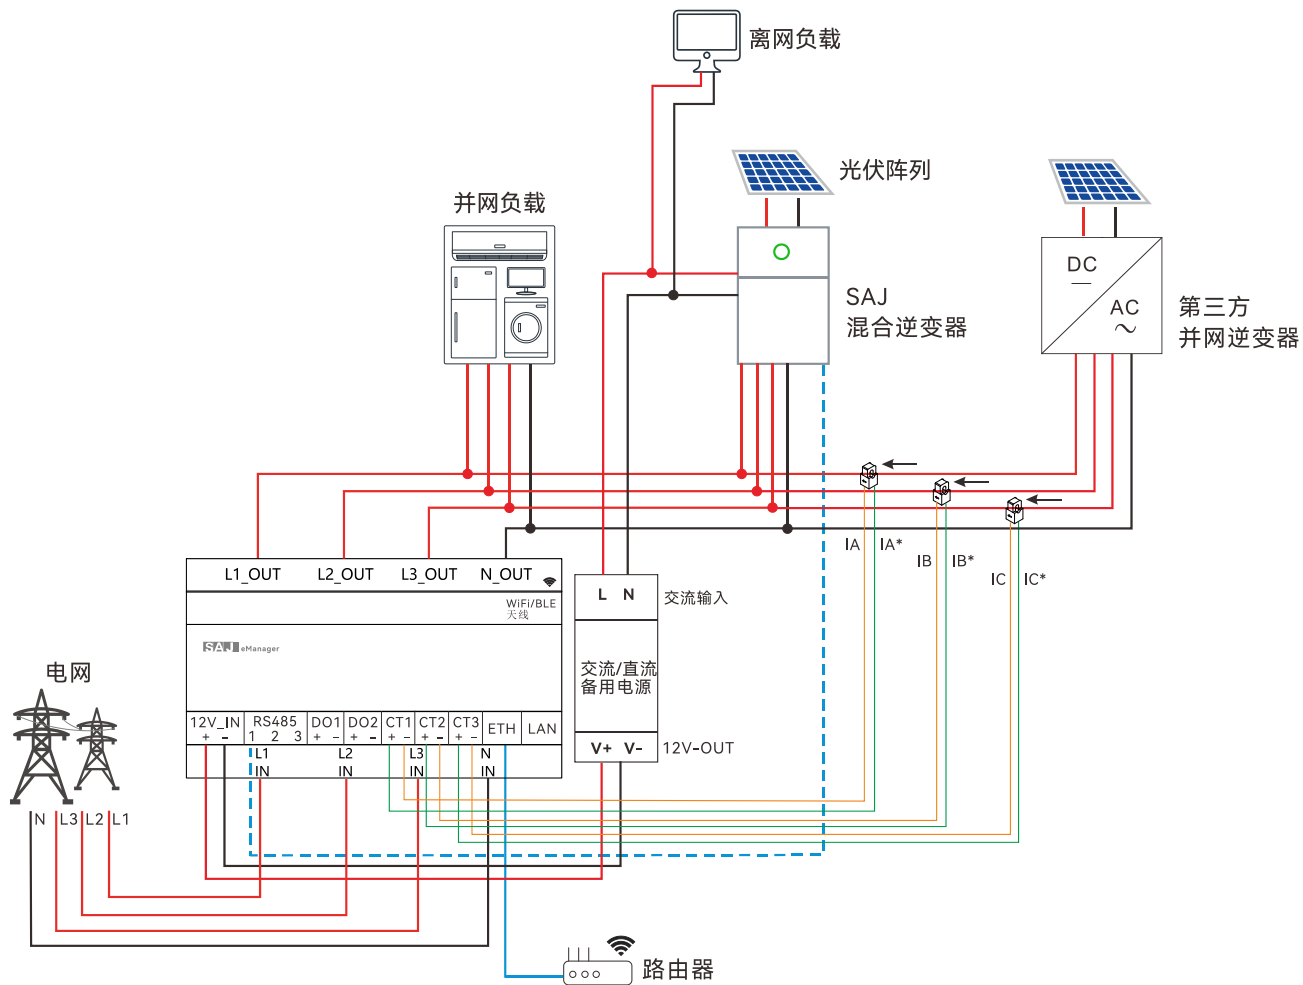 离网负载
光伏阵列
并网负载
DC
AC
SAJ
混合逆变器
第三方
并网逆变器
IA
IA*
IB
IB*
IC
IC*
L1_OUT
L2_OUT
L3_OUT
N_OUT
WiFi/BLE
天线
SAJ eManager
L N
交流输入
交流/直流
备用电源
V+ V-
12V-OUT
电网
12V_IN
+ -
RS485
1 2 3
DO1
+ -
DO2
+ -
CT1
+ -
CT2
+ -
CT3
+ -
ETH
LAN
L1
IN
L2
IN
L3
IN
N
IN
N L3 L2 L1
路由器